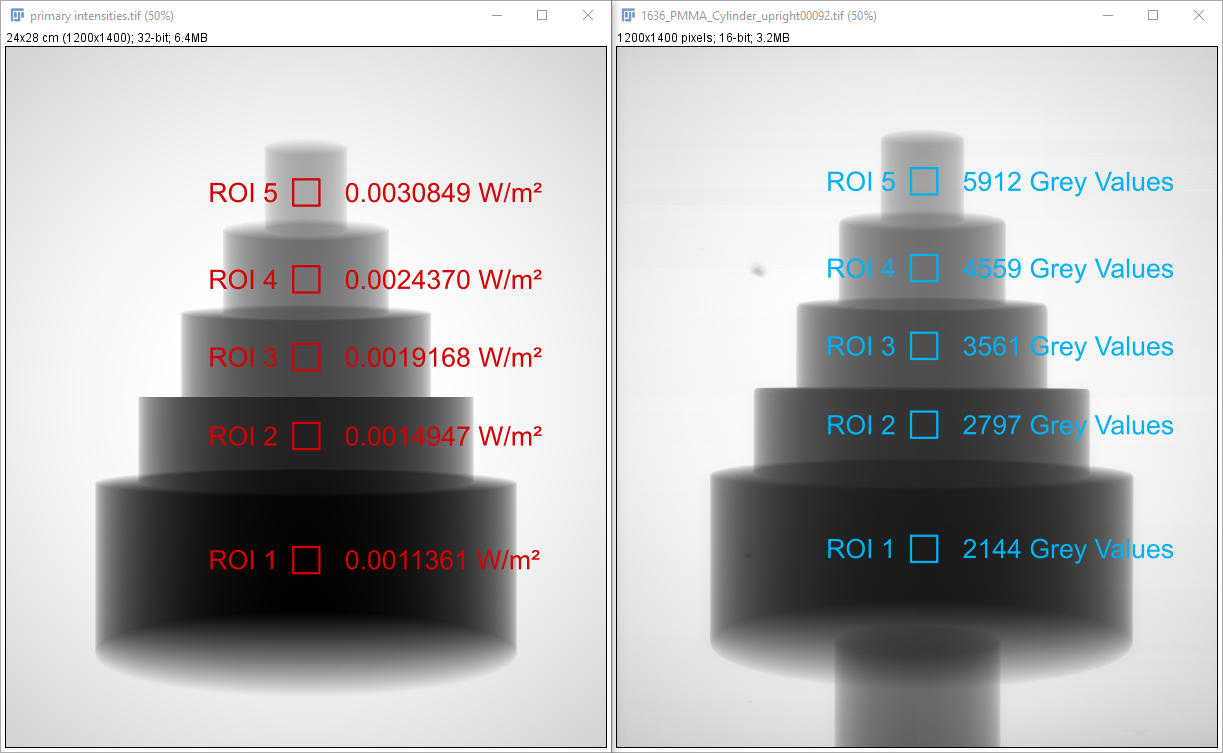 primary intensities.tif (50%)
24x28 cm (1200x1400); 32-bit; 6.4MB
ROI 5 0.0030849 W/m²
ROI 4 0.0024370 W/m²
ROI 3 0.0019168 W/m²
ROI 2 0.0014947 W/m²
ROI 1 0.0011361 W/m²
1636_PMMA_Cylinder_upright00092.tif (50%)
1200x1400 pixels; 16-bit; 3.2MB
ROI 5 5912 Grey Values
ROI 4 4559 Grey Values
ROI 3 3561 Grey Values
ROI 2 2797 Grey Values
ROI 1 2144 Grey Values